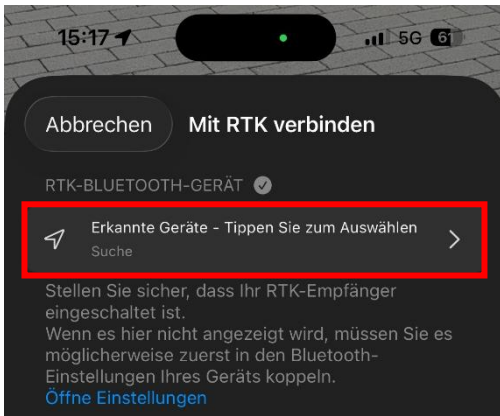 15:17
5G 61
Abbrechen Mit RTK verbinden
RTK-BLUETOOTH-GERÄT
Erkannte Geräte - Tippen Sie zum Auswählen
Suche
Stellen Sie sicher, dass Ihr RTK-Empfänger
eingeschaltet ist.
Wenn es hier nicht angezeigt wird, müssen Sie es
möglicherweise zuerst in den Bluetooth-
Einstellungen Ihres Geräts koppeln.
Öffne Einstellungen